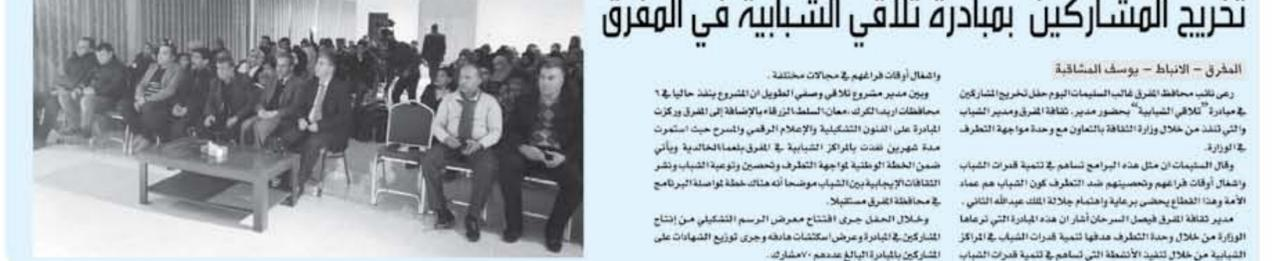 تخريج المشاركين بمبادرة تلاقي الشبابية في المفرق
المفرق - الانباط - يوسف المشاقبة
رعى نائب محافظ المفرق غالب السليمات اليوم حفل تخريج المشاركين
في مبادرة "تلاقي الشبابية" بحضور مدير. ثقافة المفرق ومدير الشباب
والتي تنفذ من خلال وزارة الثقافة بالتعاون مع وحدة مواجهة التطرف
في الوزارة.
وقال السليمات ان مثل هذه البرامج تساهم في تنمية قدرات الشباب
واشغال أوقات فراغهم وتحصينهم ضد التطرف كون الشباب هم عماد
الأمة وهذا القطاع يحضى برعاية واهتمام جلالة الملك عبدالله الثاني .
مدير ثقافة المفرق فيصل السرحان أشار ان هذه المبادرة التي ترعاها
الوزارة من خلال وحدة التطرف هدفها تنمية قدرات الشباب في المراكز
الشبابية من خلال تنفيذ الأنشطة التي تساهم في تنمية قدرات الشباب
واشغال أوقات فراغهم في مجالات مختلفة .
وبين مدير مشروع تلاقي وصفي الطويل ان المشروع ينفذ حاليا في ٦
محافظات اربد،الكرك ،معان،السلط،الزرقاء بالإضافة إلى المفرق وركزت
المبادرة على الفنون التشكيلية والإعلام الرقمي والمسرح حيث استمرت
مدة شهرين نفذت بالمراكز الشبابية في المفرق،بلعما،الخالدية ويأتي
ضمن الخطة الوطنية لمواجهة التطرف وتحصين وتوعية الشباب ونشر
الثقافات الإيجابية بين الشباب موضحا أنه هناك خطة لمواصلة البرنامج
في محافظة المفرق مستقبلا.
وخلال الحفل جرى افتتاح معرض الرسم التشكيلي من إنتاج
المشاركين في المبادرة وعرض اسكتشات هادفه وجرى توزيع الشهادات على
المشاركين بالمبادرة البالغ عددهم ٧٠مشارك.